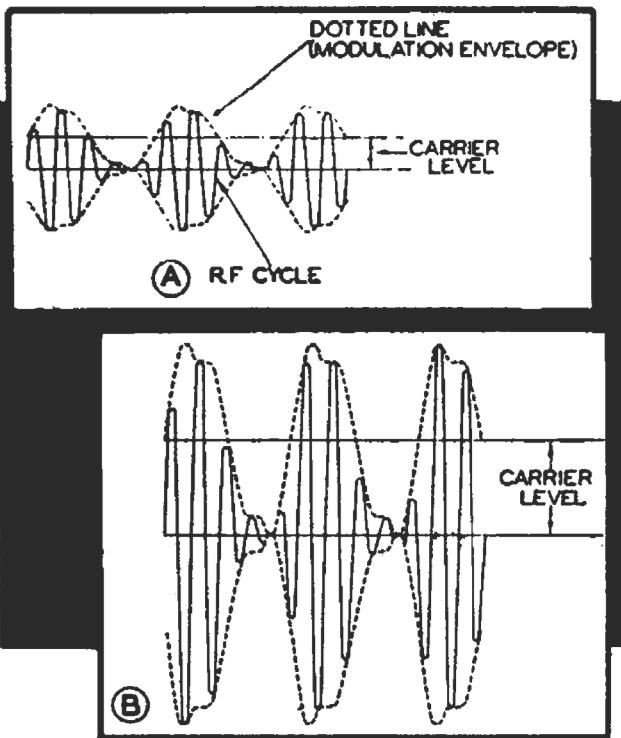 DOTTED LINE
(MODULATION ENVELOPE)
CARRIER
LEVEL
A
RF CYCLE
CARRIER
LEVEL
B